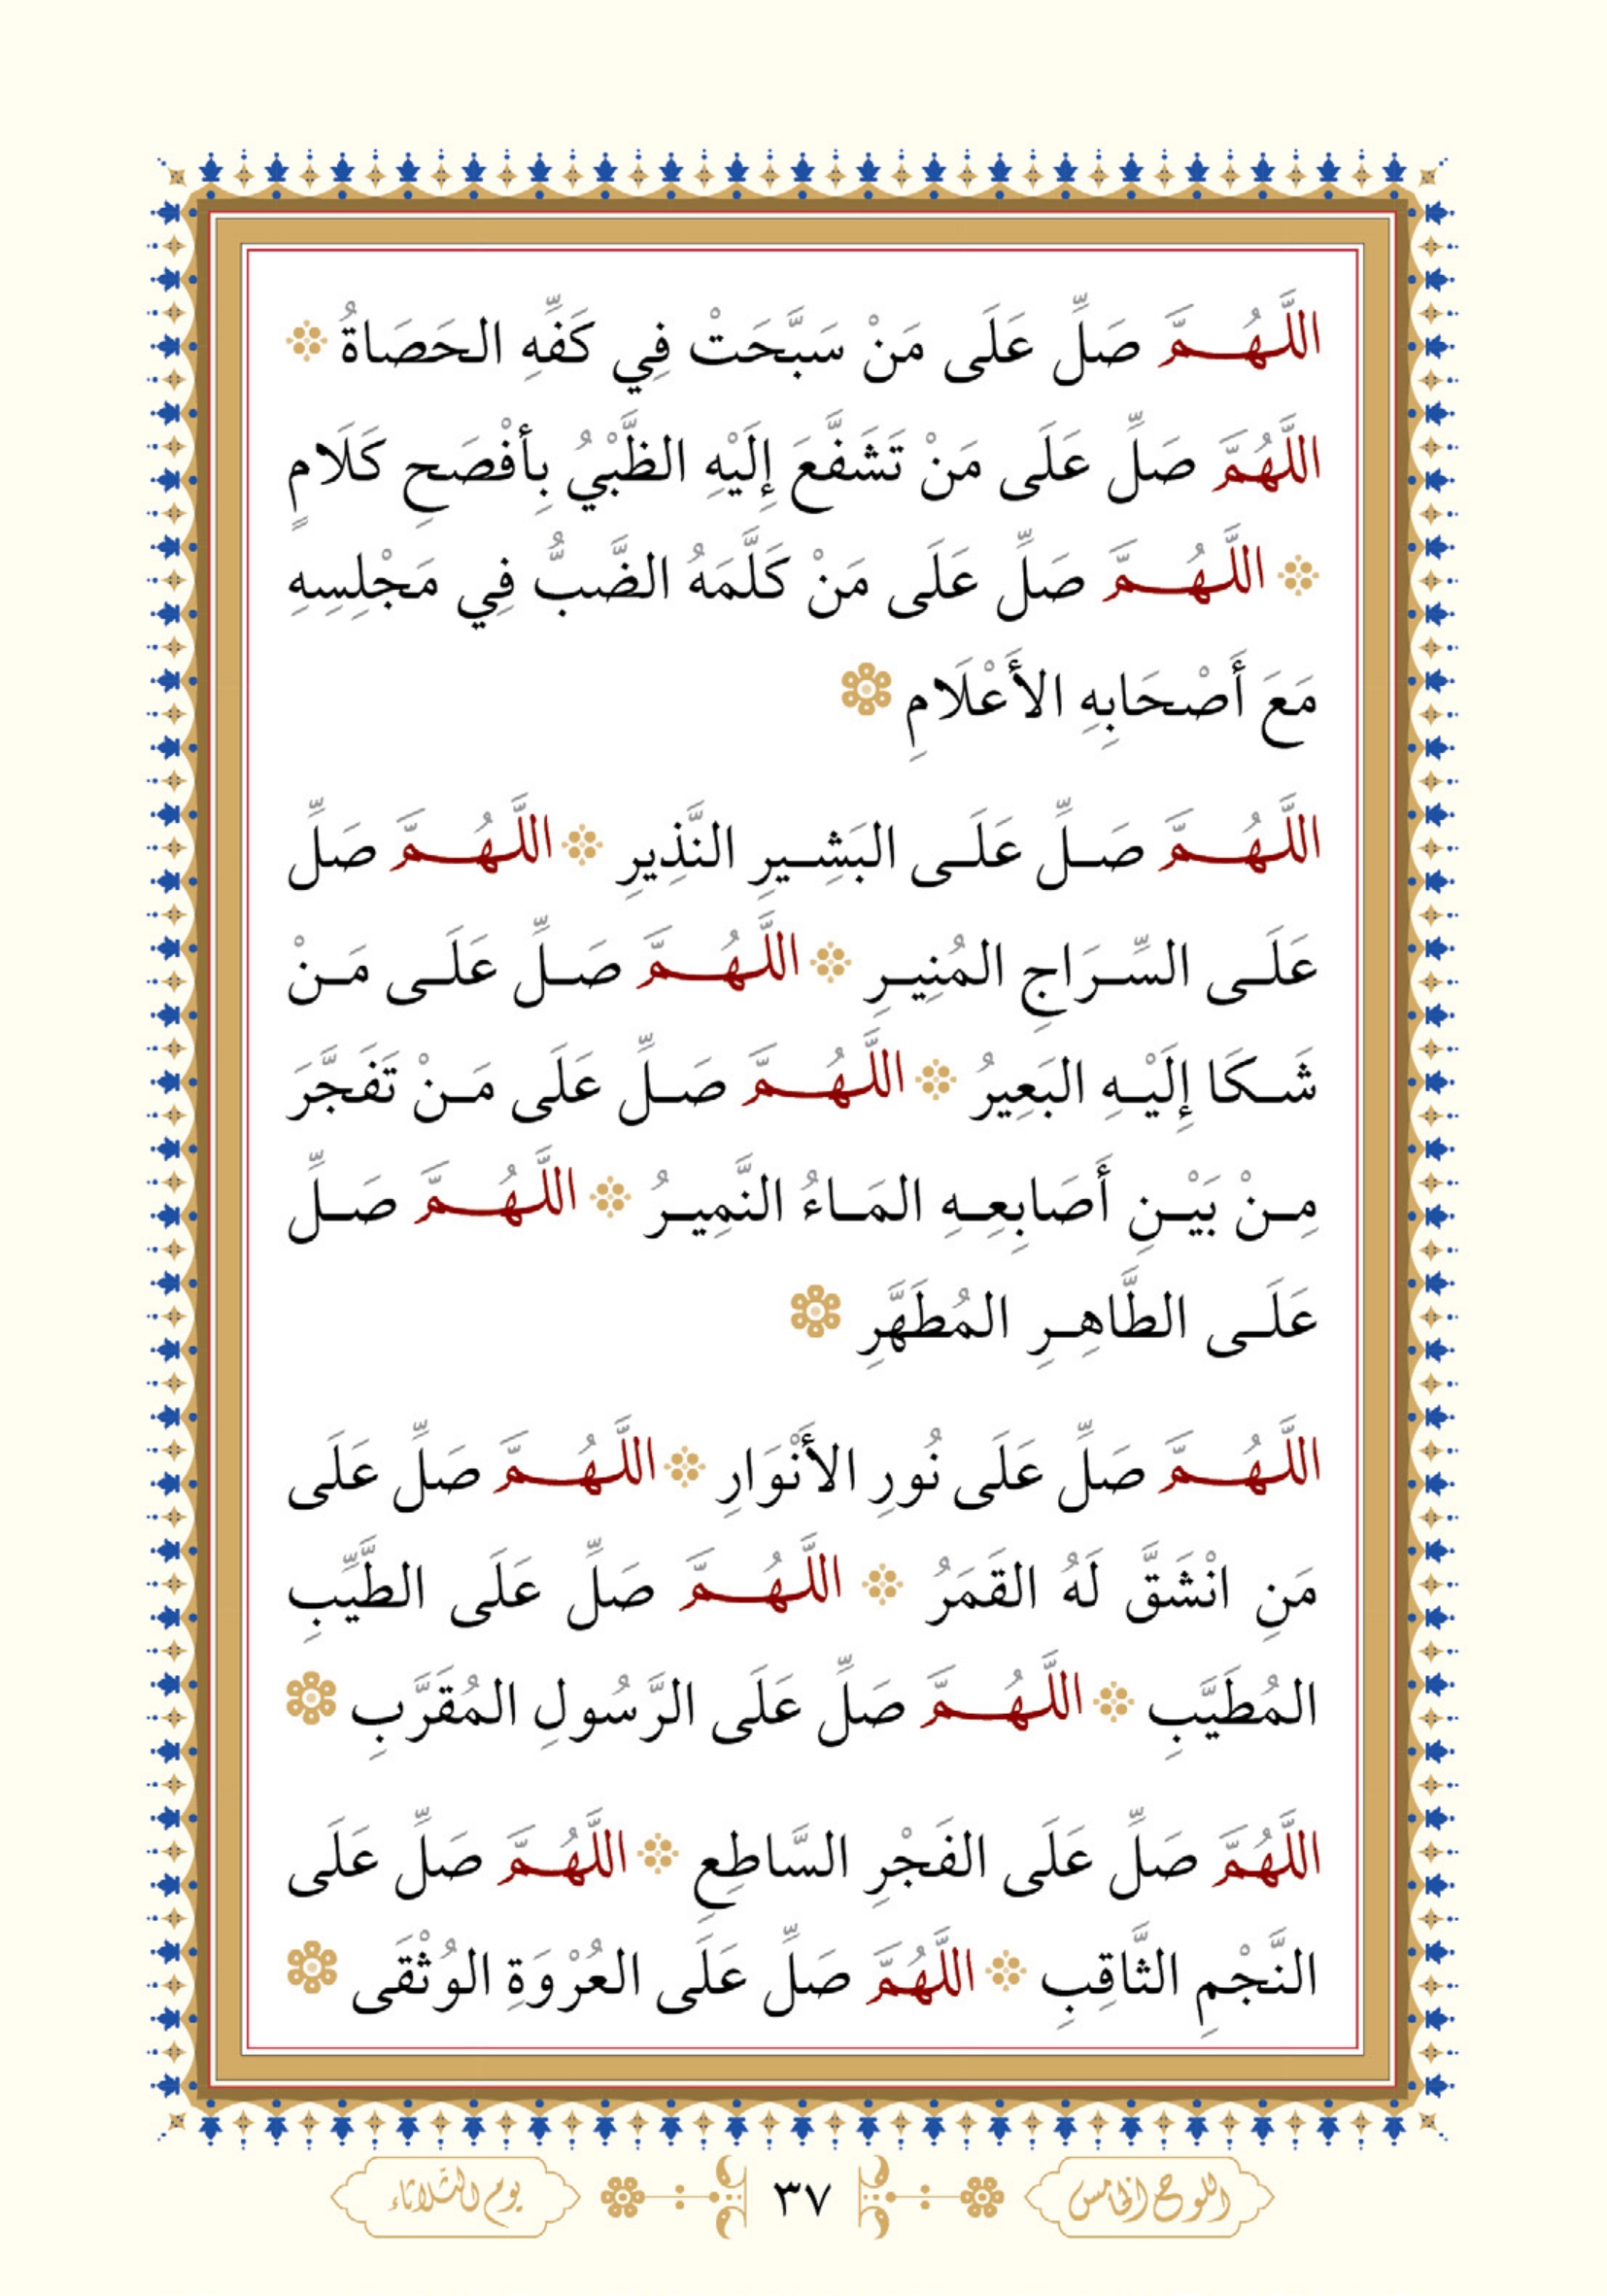 اللَّهُمَّ صَلِّ عَلَى مَنْ سَبَّحَتْ فِي كَفِّهِ الحَصَاةُ
اللَّهُمَّ صَلِّ عَلَى مَنْ تَشَفَّعَ إِلَيْهِ الظَّبْيُ بِأَفْصَحِ كَلَامٍ
اللَّهُمَّ صَلِّ عَلَى مَنْ كَلَّمَهُ الضَّبُّ فِي مَجْلِسِهِ
مَعَ أَصْحَابِهِ الأَعْلَامِ
اللَّهُمَّ صَلِّ عَلَى البَشِيرِ النَّذِيرِ اللَّهُمَّ صَلِّ
عَلَى السِّرَاجِ المُنِيرِ اللَّهُمَّ صَلِّ عَلَى مَنْ
شَكَا إِلَيْهِ البَعِيرُ اللَّهُمَّ صَلِّ عَلَى مَنْ تَفَجَّرَ
مِنْ بَيْنِ أَصَابِعِهِ المَاءُ النَّمِيرُ اللَّهُمَّ صَلِّ
عَلَى الطَّاهِرِ المُطَهَّرِ
اللَّهُمَّ صَلِّ عَلَى نُورِ الأَنْوَارِ اللَّهُمَّ صَلِّ عَلَى
مَنِ انْشَقَّ لَهُ القَمَرُ اللَّهُمَّ صَلِّ عَلَى الطَّيِّبِ
المُطَيَّبِ اللَّهُمَّ صَلِّ عَلَى الرَّسُولِ المُقَرَّبِ
اللَّهُمَّ صَلِّ عَلَى الفَجْرِ السَّاطِعِ اللَّهُمَّ صَلِّ عَلَى
النَّجْمِ الثَّاقِبِ اللَّهُمَّ صَلِّ عَلَى العُرْوَةِ الوُثْقَى
اللوح الخامس ٣٧ يوم الثلاثاء